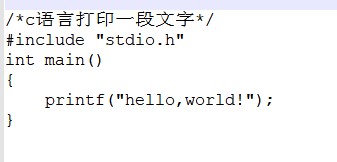 /*c语言打印一段文字*/
#include "stdio.h"
int main()
{
    printf("hello,world!");
}